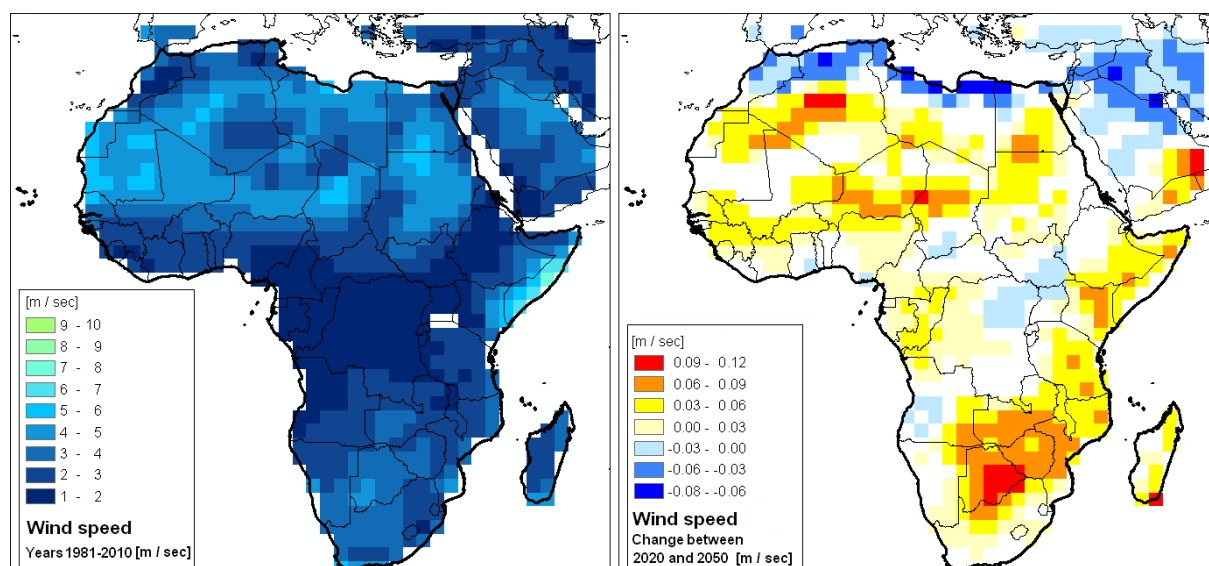 [m / sec]
9 - 10
8 - 9
7 - 8
6 - 7
5 - 6
4 - 5
3 - 4
2 - 3
1 - 2
Wind speed
Years 1981-2010 [m / sec]
[m / sec]
0.09 - 0.12
0.06 - 0.09
0.03 - 0.06
0.00 - 0.03
-0.03 - 0.00
-0.06 - -0.03
-0.08 - -0.06
Wind speed
Change between
2020 and 2050 [m / sec]